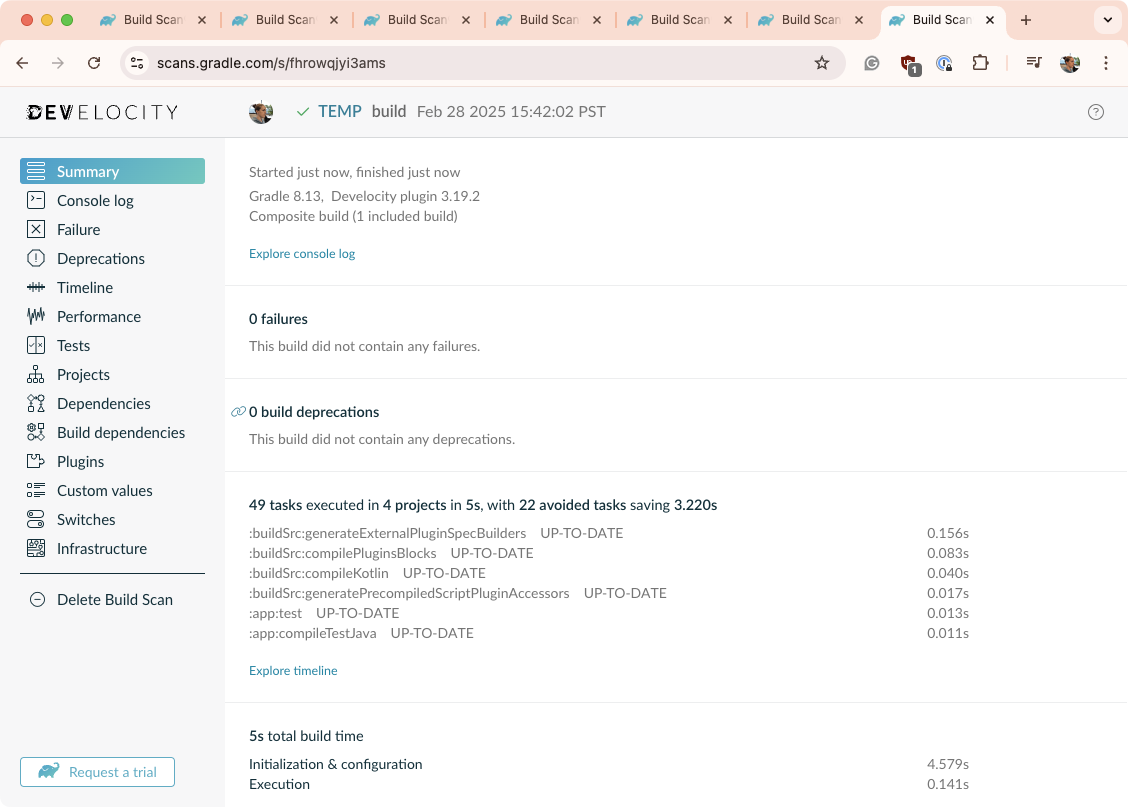 Build Scan
Build Scan
Build Scan
Build Scan
Build Scan
Build Scan
Build Scan
scans.gradle.com/s/fhrowqjyi3ams
1
DEVELOCITY
TEMP build Feb 28 2025 15:42:02 PST
?
Summary
Console log
Failure
Deprecations
Timeline
Performance
Tests
Projects
Dependencies
Build dependencies
Plugins
Custom values
Switches
Infrastructure
Delete Build Scan
Request a trial
Started just now, finished just now
Gradle 8.13, Develocity plugin 3.19.2
Composite build (1 included build)
Explore console log
0 failures
This build did not contain any failures.
0 build deprecations
This build did not contain any deprecations.
49 tasks executed in 4 projects in 5s, with 22 avoided tasks saving 3.220s
:buildSrc:generateExternalPluginSpecBuilders UP-TO-DATE 0.156s
:buildSrc:compilePluginsBlocks UP-TO-DATE 0.083s
:buildSrc:compileKotlin UP-TO-DATE 0.040s
:buildSrc:generatePrecompiledScriptPluginAccessors UP-TO-DATE 0.017s
:app:test UP-TO-DATE 0.013s
:app:compileTestJava UP-TO-DATE 0.011s
Explore timeline
5s total build time
Initialization & configuration 4.579s
Execution 0.141s